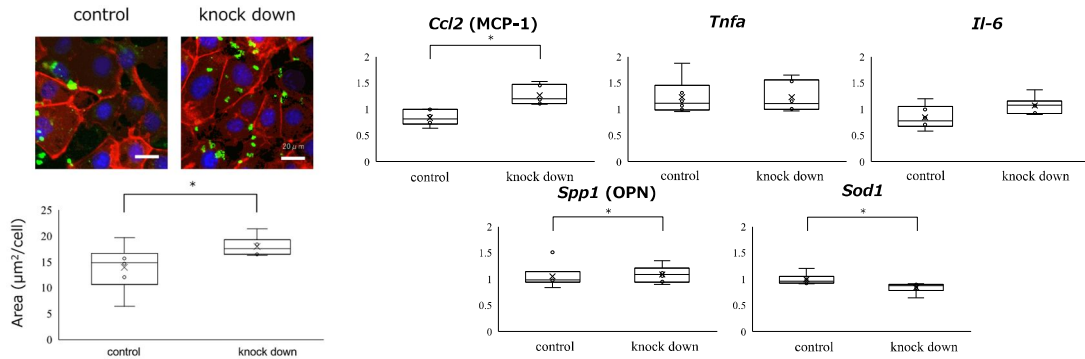 control knock down
20 μm
Area (μm²/cell)
25
20
15
10
5
0
*
control knock down
Ccl2 (MCP-1)
*
2
1.5
1
0.5
0
control knock down
Tnfa
2
1.5
1
0.5
0
control knock down
Il-6
2
1.5
1
0.5
0
control knock down
Spp1 (OPN)
*
2
1.5
1
0.5
0
control knock down
Sod1
*
2
1.5
1
0.5
0
control knock down